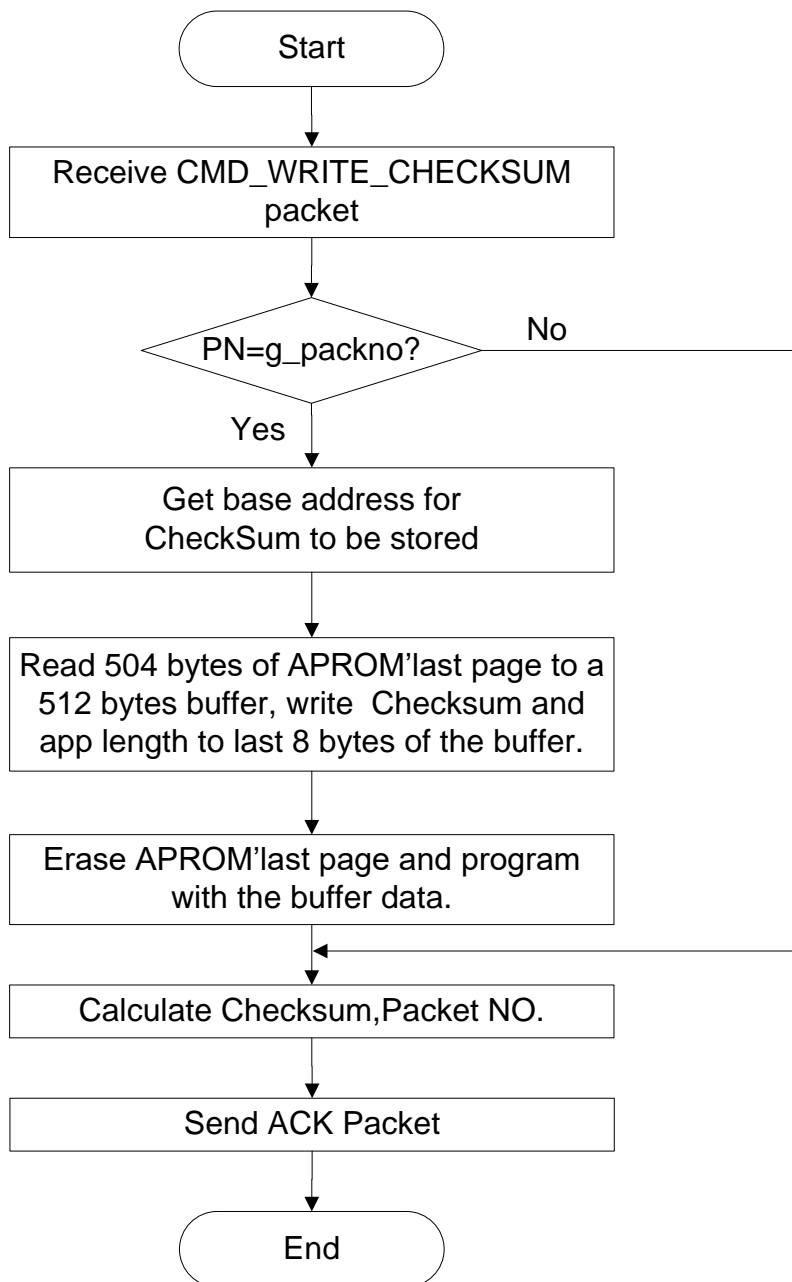 Start
Receive CMD_WRITE_CHECKSUM
packet
PN=g_packno?
No
Yes
Get base address for
CheckSum to be stored
Read 504 bytes of APROM’last page to a
512 bytes buffer, write  Checksum and
app length to last 8 bytes of the buffer.
Erase APROM’last page and program
with the buffer data.
Calculate Checksum,Packet NO.
Send ACK Packet
End